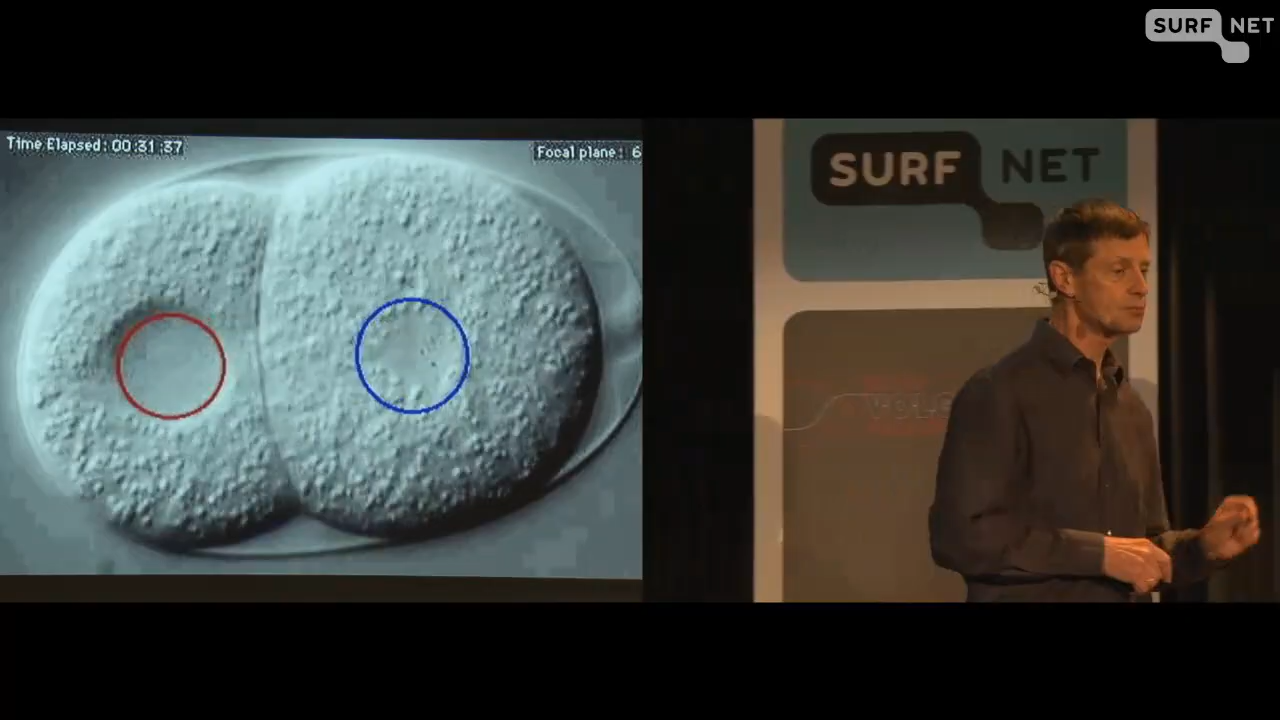 SURF NET
Time Elapsed: 00:31:37
Focal plane: 6
SURF NET